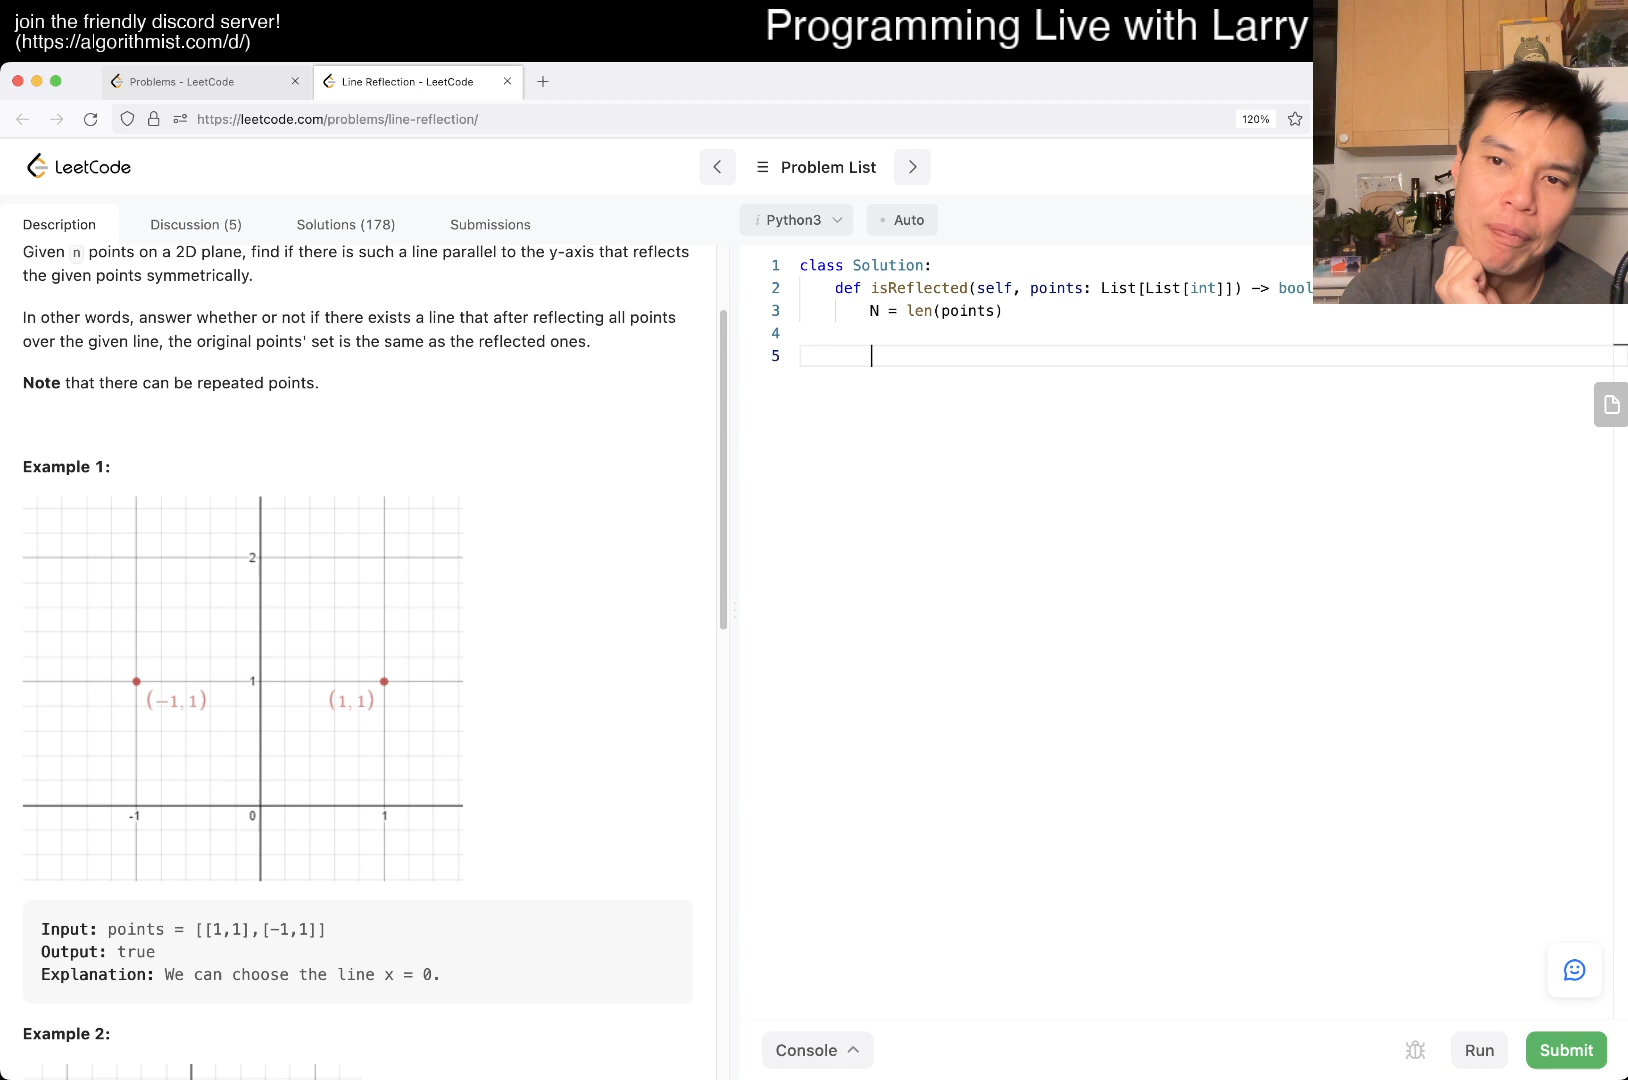 join the friendly discord server!
(https://algorithmist.com/d/)
Programming Live with Larry
Problems - LeetCode
Line Reflection - LeetCode
https://leetcode.com/problems/line-reflection/
120%
LeetCode
Problem List
Description
Discussion (5)
Solutions (178)
Submissions
i Python3
Auto
Given n points on a 2D plane, find if there is such a line parallel to the y-axis that reflects
the given points symmetrically.
In other words, answer whether or not if there exists a line that after reflecting all points
over the given line, the original points' set is the same as the reflected ones.
Note that there can be repeated points.
Example 1:
2
1
(−1, 1)
(1, 1)
-1
0
1
Input: points = [[1,1],[-1,1]]
Output: true
Explanation: We can choose the line x = 0.
Example 2:
1 class Solution:
2 def isReflected(self, points: List[List[int]]) -> bool
3 N = len(points)
4
5
Console
Run
Submit